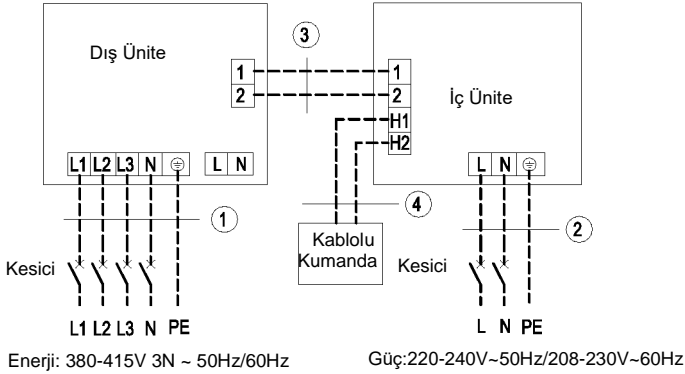 Dış Ünite
3
1
2
1
2
H1
H2
İç Ünite
L1 L2 L3 N
L N
L N
1
4
2
Kablolu
Kumanda
Kesici
Kesici
L1 L2 L3 N PE
L N PE
Enerji: 380-415V 3N ~ 50Hz/60Hz
Güç:220-240V~50Hz/208-230V~60Hz